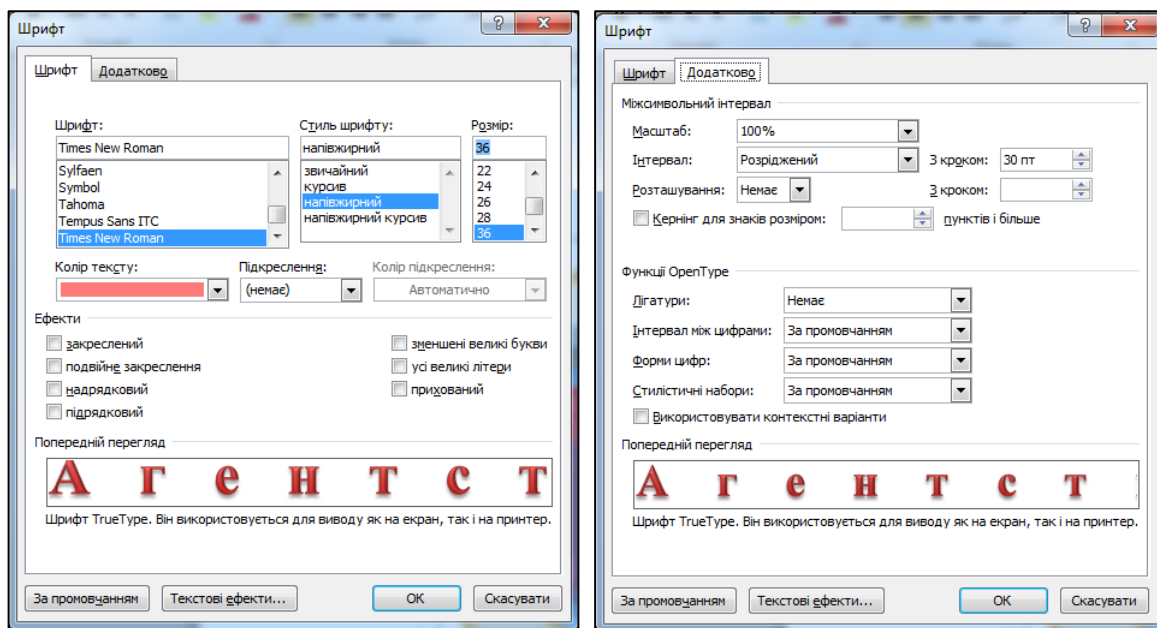 Шрифт
Шрифт Додатково
Шрифт: Стиль шрифту: Розмір:
Times New Roman напівжирний 36
Sylfaen звичайний 22
Symbol курсив 24
Tahoma напівжирний 26
Tempus Sans ITC напівжирний курсив 28
Times New Roman 36
Колір тексту: Підкреслення: Колір підкреслення:
(немає) Автоматично
Ефекти
закреслений зменшені великі букви
подвійне закреслення усі великі літери
надрядковий прихований
підрядковий
Попередній перегляд
А г е н т с т
Шрифт TrueType. Він використовується для виводу як на екран, так і на принтер.
За промовчанням Текстові ефекти... ОК Скасувати
Шрифт
Шрифт Додатково
Міжсимвольний інтервал
Масштаб: 100%
Інтервал: Розріджений З кроком: 30 пт
Розташування: Немає З кроком:
Кернінг для знаків розміром: пунктів і більше
Функції OpenType
Лігатури: Немає
Інтервал між цифрами: За промовчанням
Форми цифр: За промовчанням
Стилістичні набори: За промовчанням
Використовувати контекстні варіанти
Попередній перегляд
А г е н т с т
Шрифт TrueType. Він використовується для виводу як на екран, так і на принтер.
За промовчанням Текстові ефекти... ОК Скасувати